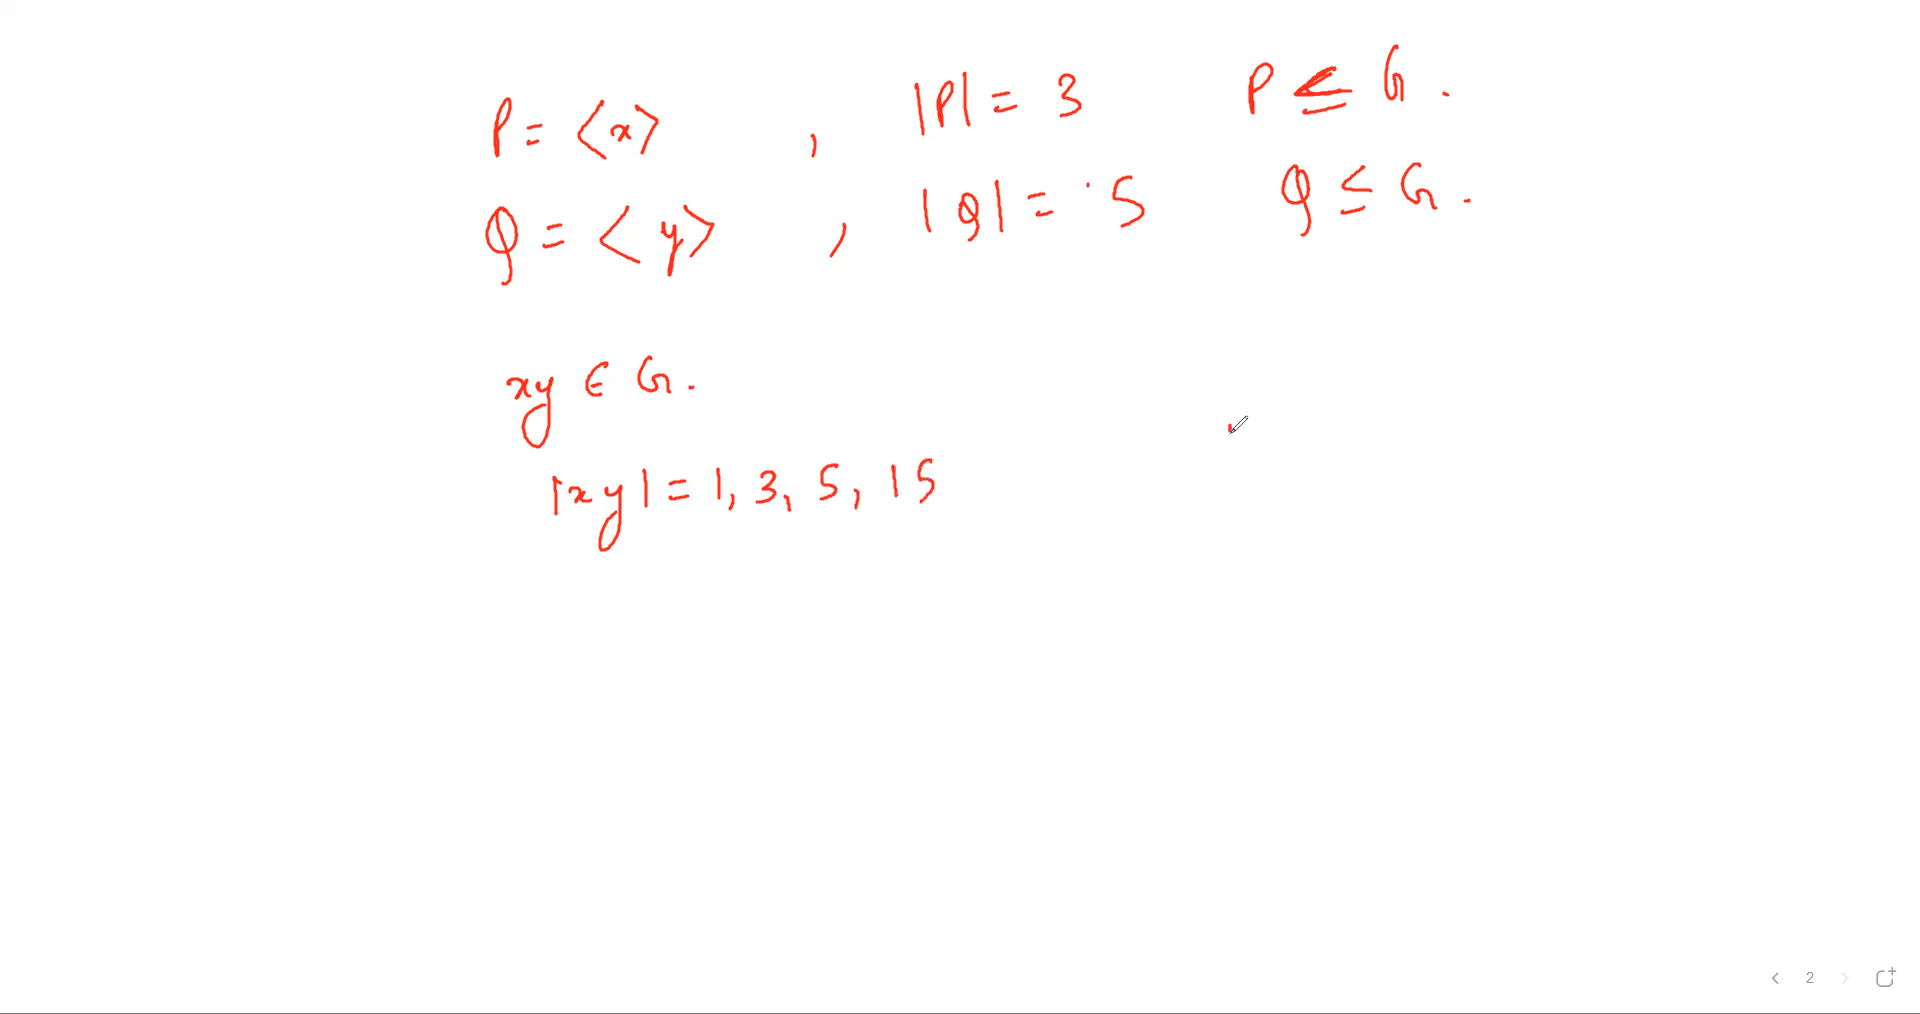 P = ⟨x⟩ , |P| = 3 P ≤ G.
Q = ⟨y⟩ , |Q| = 5 Q ≤ G.
xy ∈ G.
|xy| = 1, 3, 5, 15
2